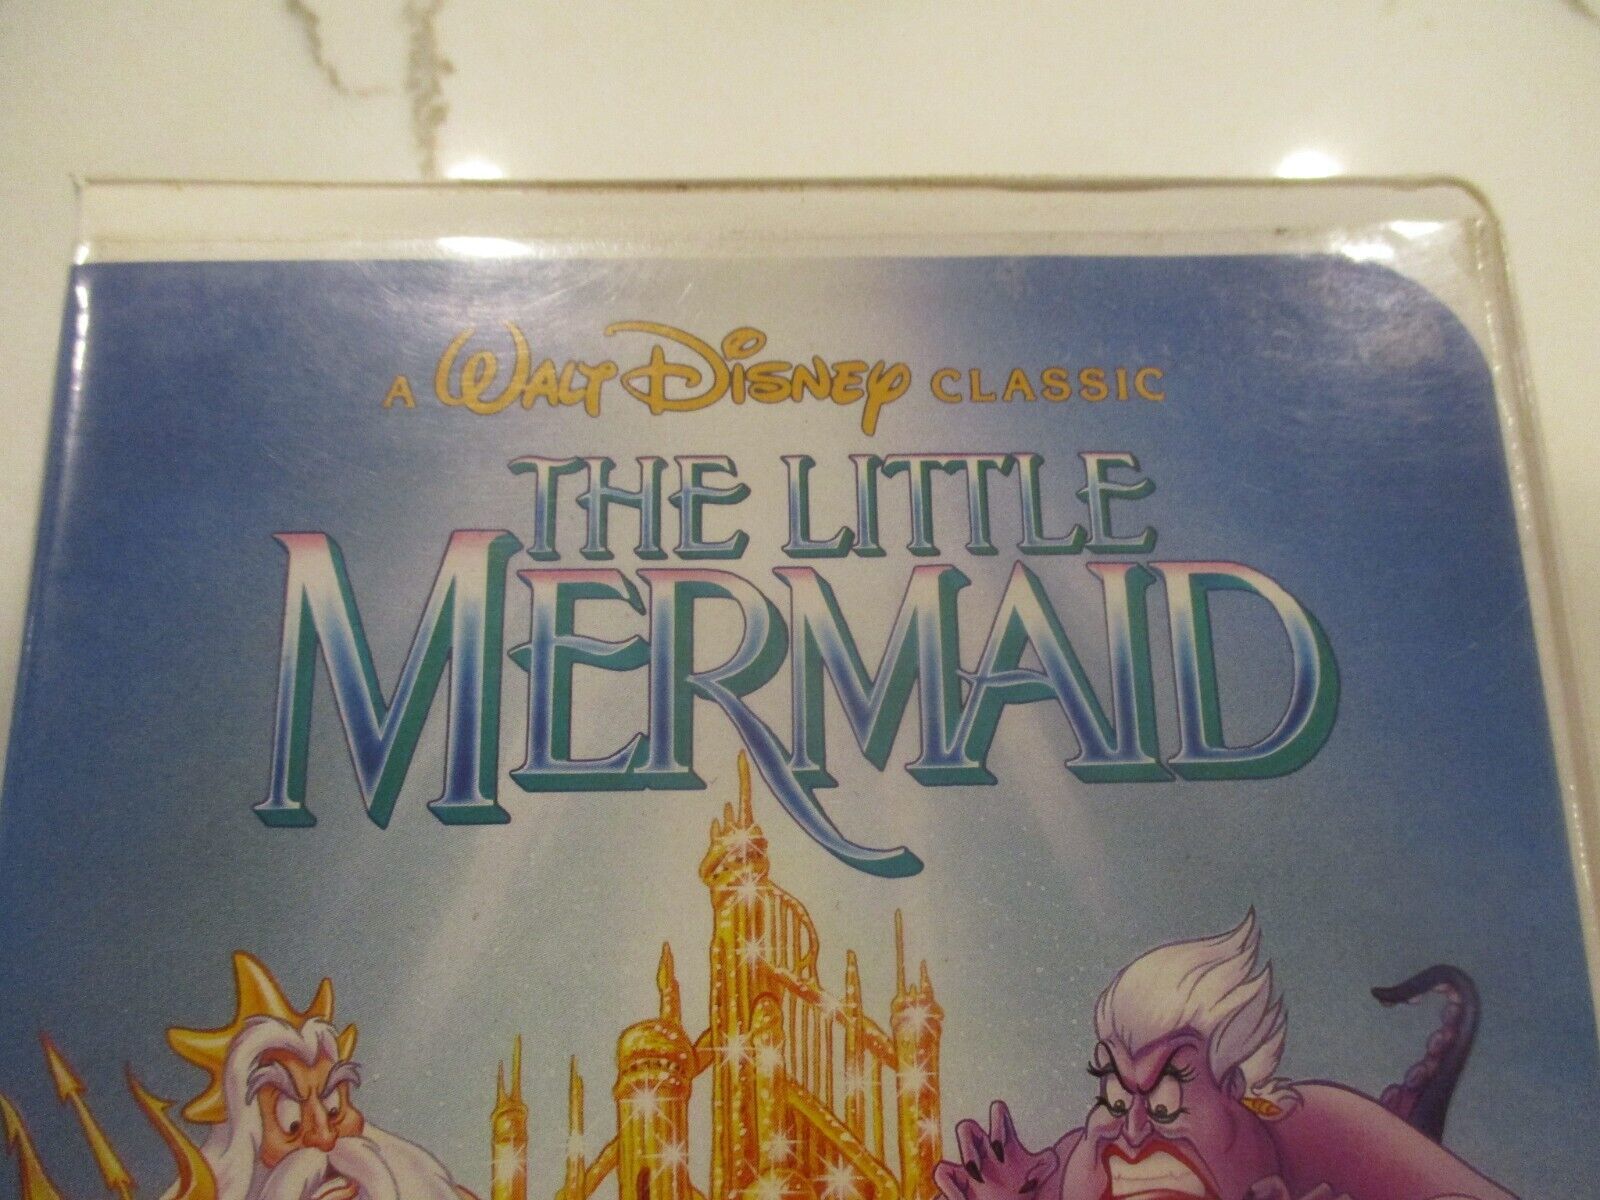 A WALT DISNEY CLASSIC
THE LITTLE
MERMAID